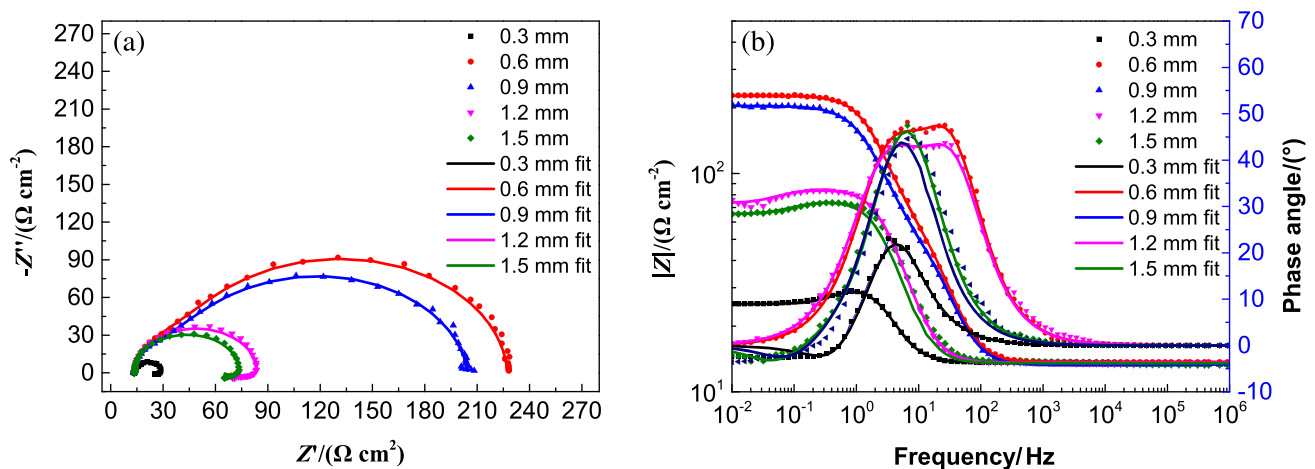 (a)
270
240
210
180
150
120
90
60
30
0
-Z''/(Ω cm⁻²)
0 30 60 90 120 150 180 210 240 270
Z'/(Ω cm²)
0.3 mm
0.6 mm
0.9 mm
1.2 mm
1.5 mm
0.3 mm fit
0.6 mm fit
0.9 mm fit
1.2 mm fit
1.5 mm fit
(b)
10²
10¹
|Z|/(Ω cm⁻²)
10⁻² 10⁻¹ 10⁰ 10¹ 10² 10³ 10⁴ 10⁵ 10⁶
Frequency/Hz
0.3 mm
0.6 mm
0.9 mm
1.2 mm
1.5 mm
0.3 mm fit
0.6 mm fit
0.9 mm fit
1.2 mm fit
1.5 mm fit
70
60
50
40
30
20
10
0
-10
Phase angle/(°)